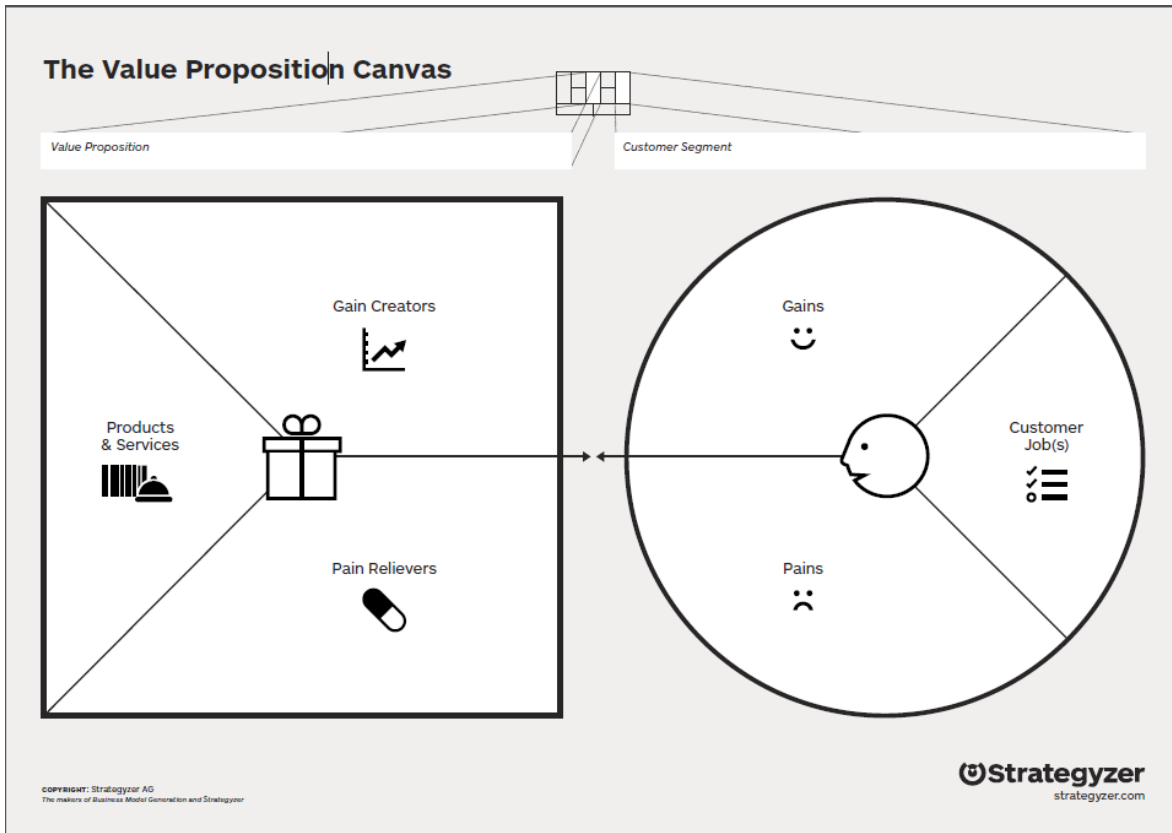 The Value Proposition Canvas
Value Proposition
Customer Segment
Gain Creators
Gains
Products
& Services
Customer
Job(s)
Pain Relievers
Pains
COPYRIGHT: Strategyzer AG
The makers of Business Model Generation and Strategyzer
Strategyzer
strategyzer.com